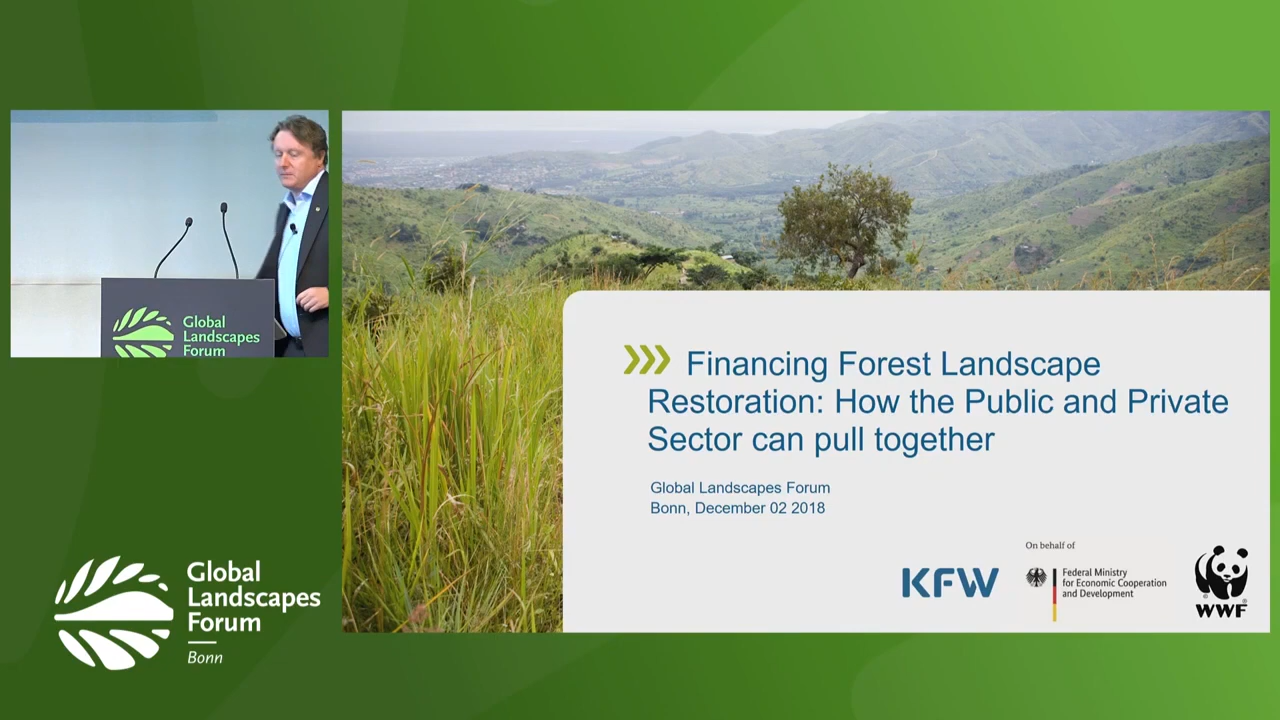 Global
Landscapes
Forum
Financing Forest Landscape
Restoration: How the Public and Private
Sector can pull together
Global Landscapes Forum
Bonn, December 02 2018
On behalf of
KFW
Federal Ministry
for Economic Cooperation
and Development
WWF
Global
Landscapes
Forum
Bonn